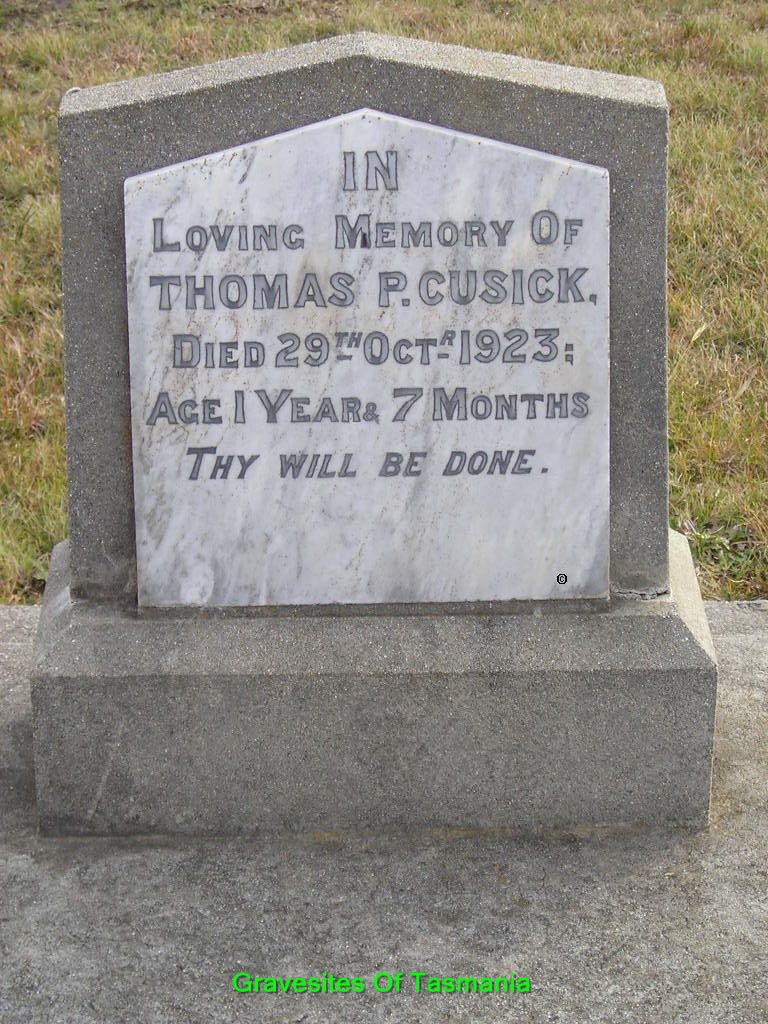 IN
LOVING MEMORY OF
THOMAS P. CUSICK.
DIED 29TH OCTR 1923;
AGE 1 YEAR & 7 MONTHS
THY WILL BE DONE.
©
Gravesites Of Tasmania